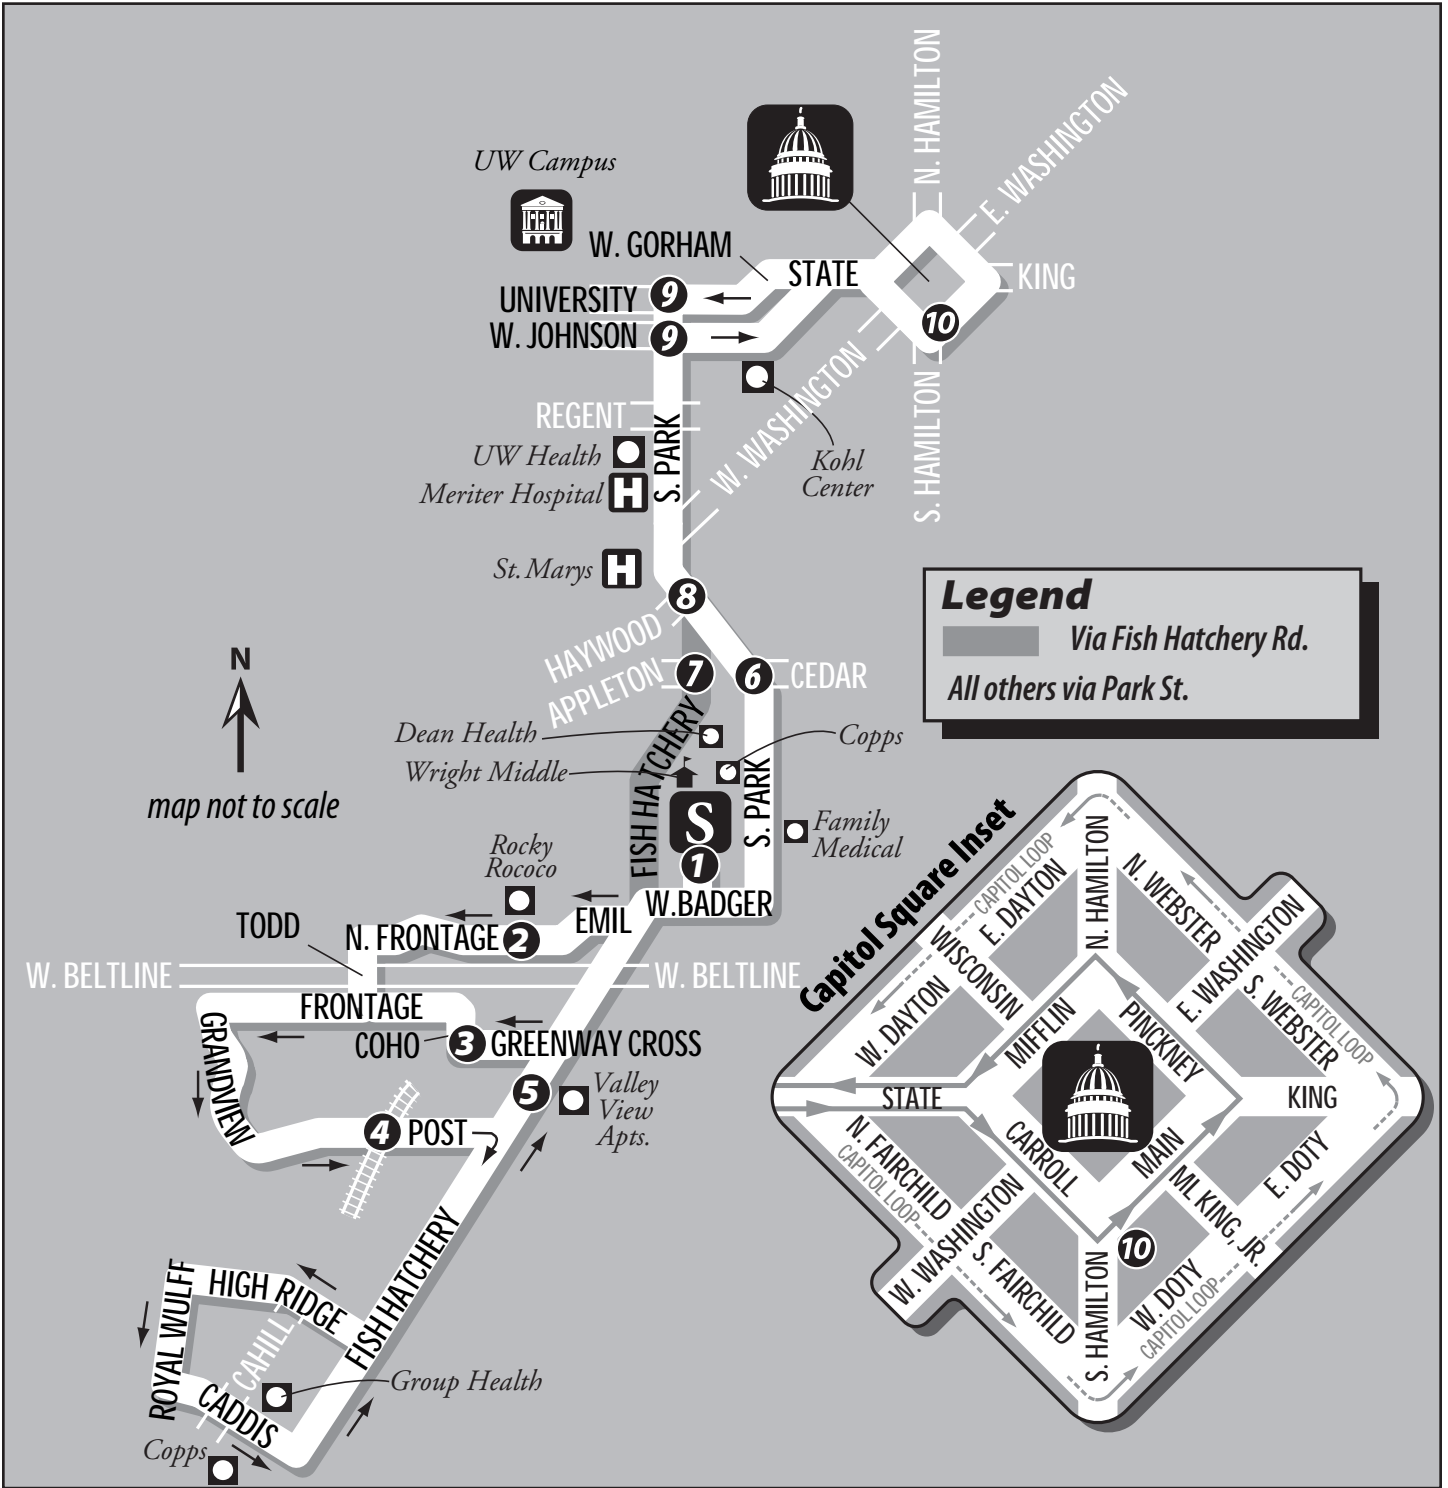 N. HAMILTON
E. WASHINGTON
UW Campus
W. GORHAM
STATE
KING
UNIVERSITY
9
W. JOHNSON
9
10
REGENT
S. PARK
W. WASHINGTON
S. HAMILTON
UW Health
Kohl
Center
Meriter Hospital
H
St. Marys
H
8
HAYWOOD
APPLETON
7
6
CEDAR
Legend
Via Fish Hatchery Rd.
All others via Park St.
N
map not to scale
Dean Health
Copps
Wright Middle
FISH HATCHERY
S. PARK
S
1
Family
Medical
Rocky
Rococo
W.BADGER
EMIL
TODD
N. FRONTAGE
2
W. BELTLINE
W. BELTLINE
FRONTAGE
COHO
3
GREENWAY CROSS
GRANDVIEW
5
Valley
View
Apts.
4
POST
FISH HATCHERY
HIGH RIDGE
ROYAL WULFF
CAHILL
CADDIS
Group Health
Copps
Capitol Square Inset
CAPITOL LOOP
E. DAYTON
N. HAMILTON
N. WEBSTER
WISCONSIN
E. WASHINGTON
W. DAYTON
S. WEBSTER
CAPITOL LOOP
MIFFLIN
PINCKNEY
STATE
KING
N. FAIRCHILD
CAPITOL LOOP
CARROLL
MAIN
E. DOTY
ML KING, JR.
W. WASHINGTON
S. FAIRCHILD
10
S. HAMILTON
W. DOTY
CAPITOL LOOP